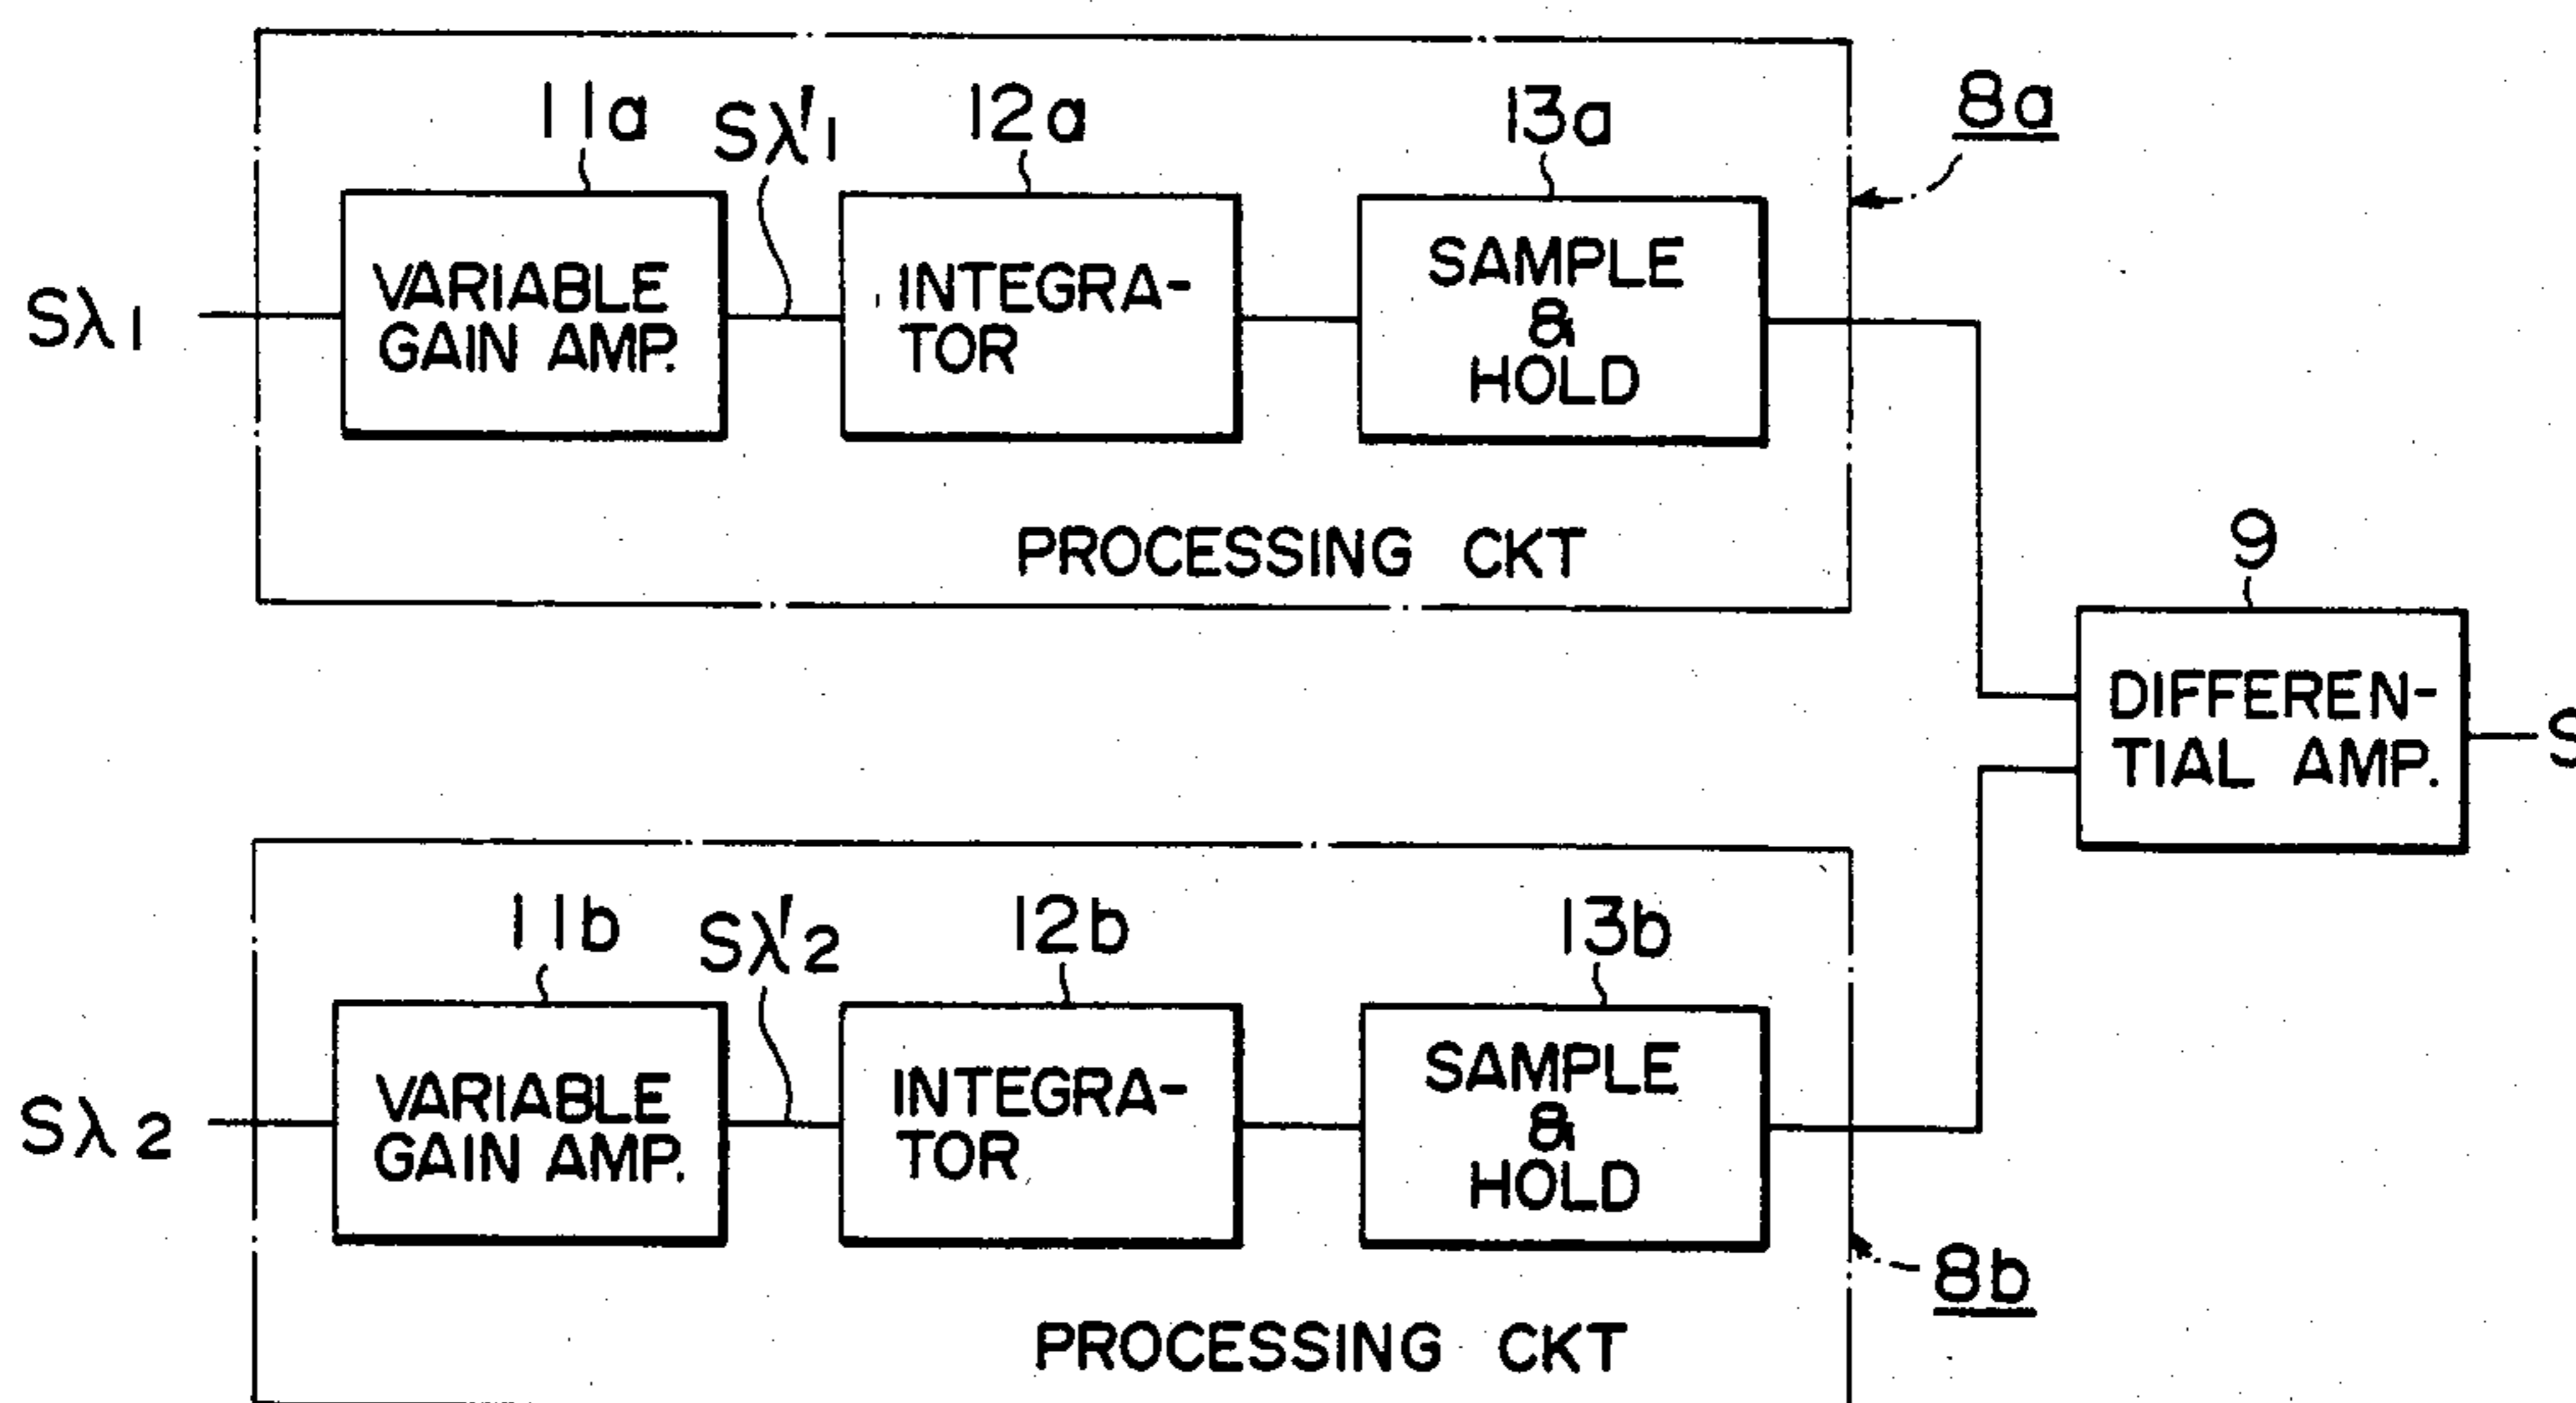 11a
Sλ'1
12a
13a
8a
Sλ1
VARIABLE
GAIN AMP.
INTEGRA-
TOR
SAMPLE
&
HOLD
PROCESSING CKT
9
DIFFEREN-
TIAL AMP.
S
11b
Sλ'2
12b
13b
Sλ2
VARIABLE
GAIN AMP.
INTEGRA-
TOR
SAMPLE
&
HOLD
8b
PROCESSING CKT